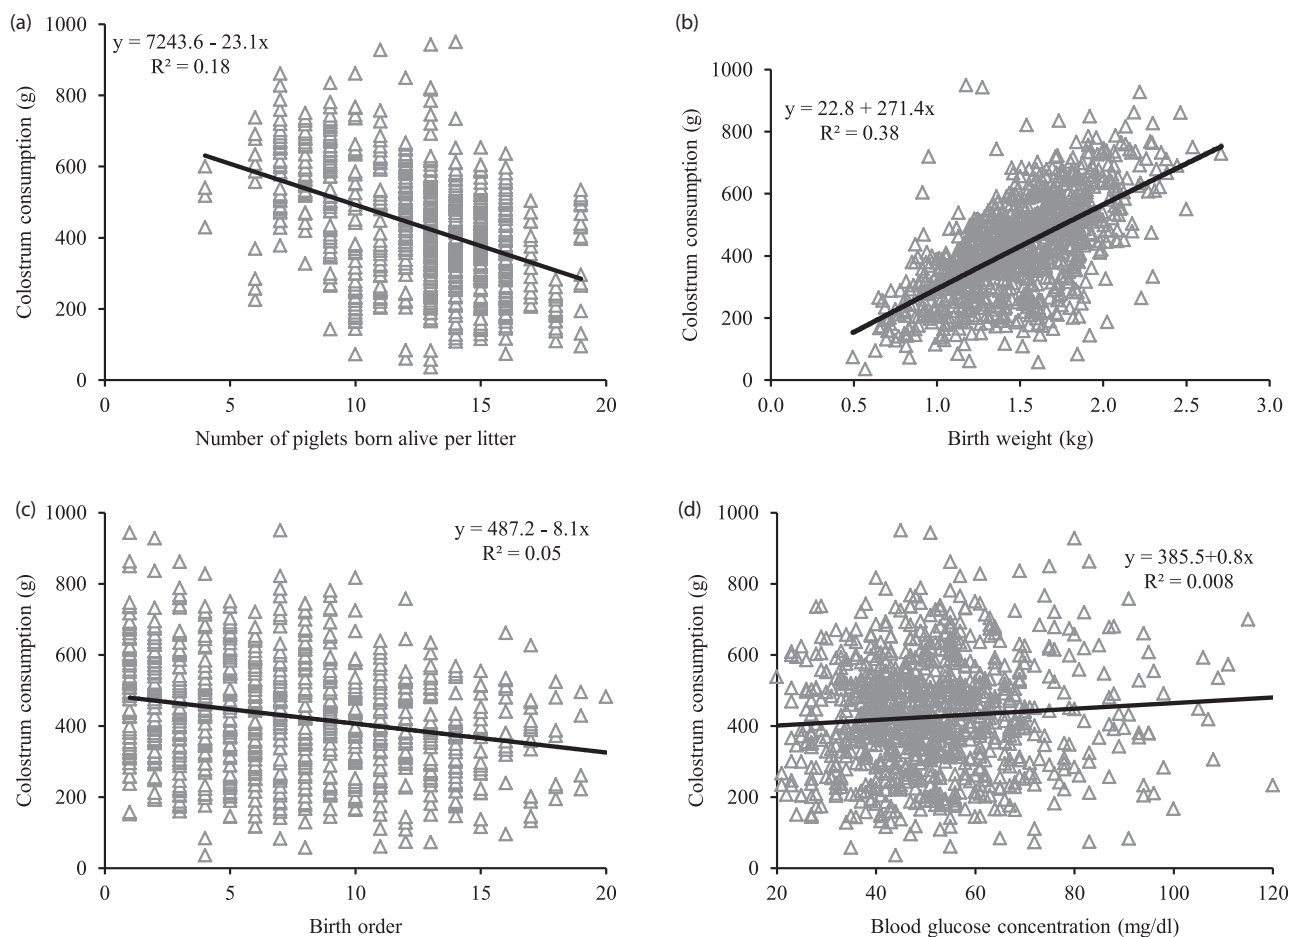 (a)
1000
800
600
400
200
0
0 5 10 15 20
Colostrum consumption (g)
y = 7243.6 - 23.1x
R² = 0.18
Number of piglets born alive per litter
(b)
1000
800
600
400
200
0
0.0 0.5 1.0 1.5 2.0 2.5 3.0
Colostrum consumption (g)
y = 22.8 + 271.4x
R² = 0.38
Birth weight (kg)
(c)
1000
800
600
400
200
0
0 5 10 15 20
Colostrum consumption (g)
y = 487.2 - 8.1x
R² = 0.05
Birth order
(d)
1000
800
600
400
200
0
20 40 60 80 100 120
Colostrum consumption (g)
y = 385.5+0.8x
R² = 0.008
Blood glucose concentration (mg/dl)